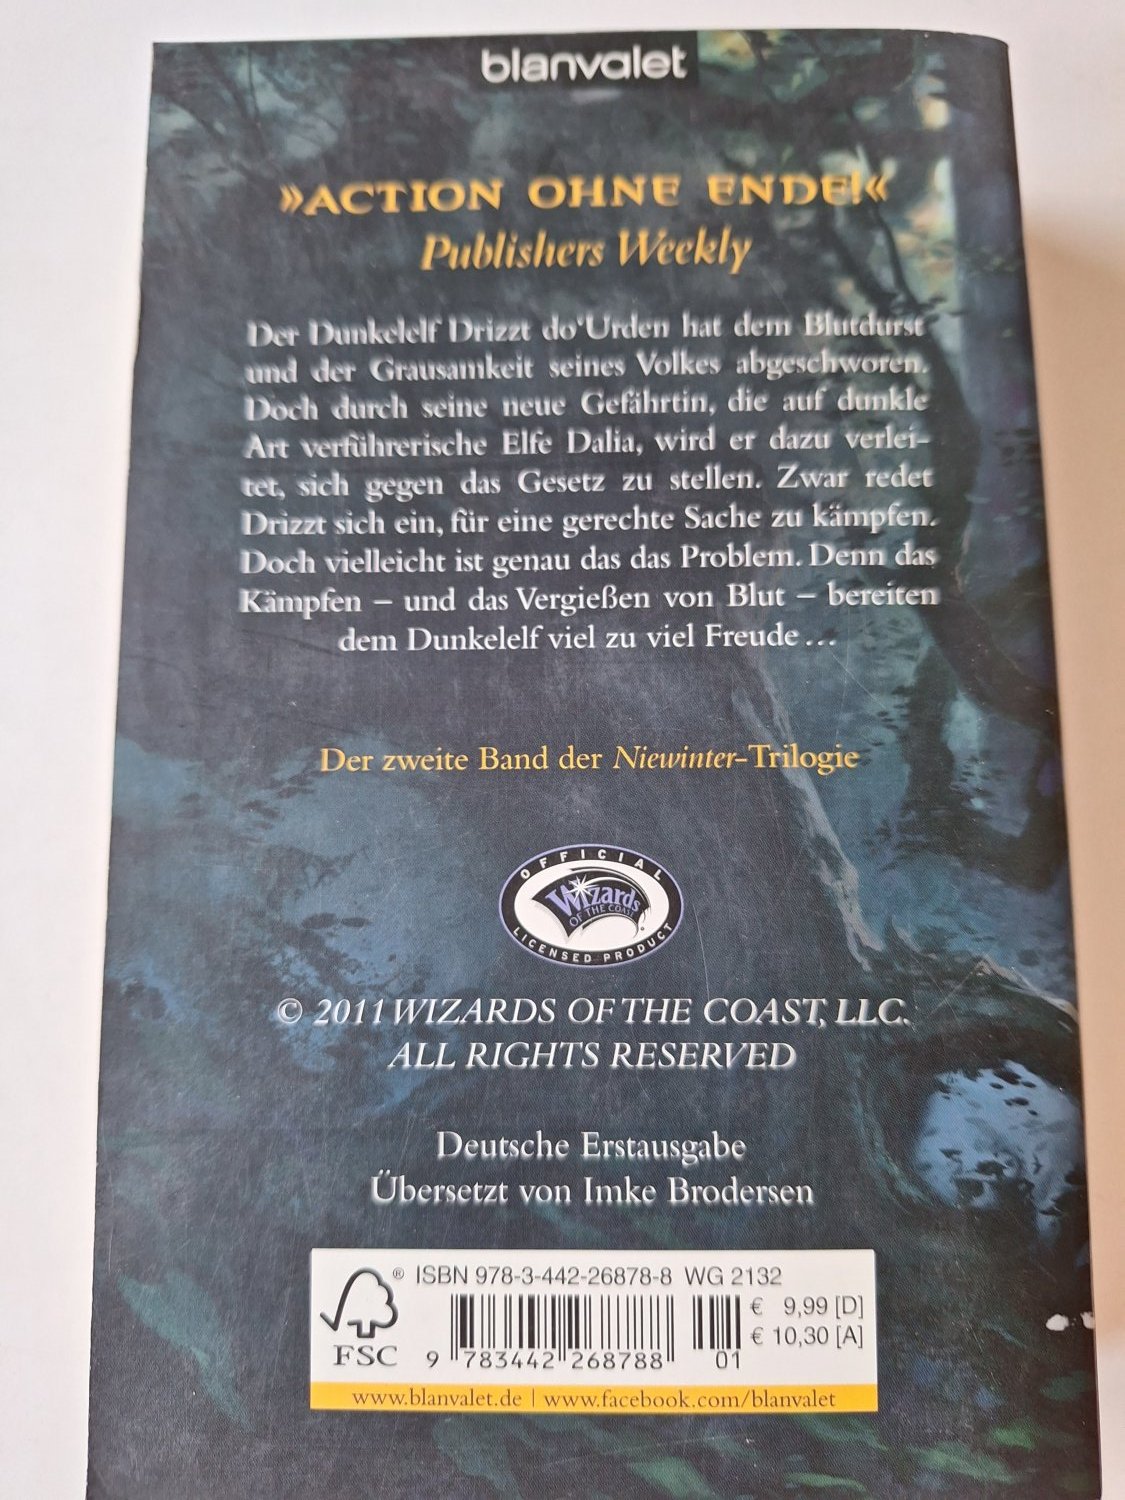 blanvalet
»ACTION OHNE ENDE!«
Publishers Weekly
Der Dunkelelf Drizzt do'Urden hat dem Blutdurst
und der Grausamkeit seines Volkes abgeschworen.
Doch durch seine neue Gefährtin, die auf dunkle
Art verführerische Elfe Dalia, wird er dazu verlei-
tet, sich gegen das Gesetz zu stellen. Zwar redet
Drizzt sich ein, für eine gerechte Sache zu kämpfen.
Doch vielleicht ist genau das das Problem. Denn das
Kämpfen – und das Vergießen von Blut – bereiten
dem Dunkelelf viel zu viel Freude ...
Der zweite Band der Niewinter-Trilogie
OFFICIAL
Wizards
OF THE COAST
LICENSED PRODUCT
© 2011 WIZARDS OF THE COAST, LLC.
ALL RIGHTS RESERVED
Deutsche Erstausgabe
Übersetzt von Imke Brodersen
® ISBN 978-3-442-26878-8 WG 2132
€ 9,99 [D]
€ 10,30 [A]
FSC
9 783442 268788 01
www.blanvalet.de | www.facebook.com/blanvalet